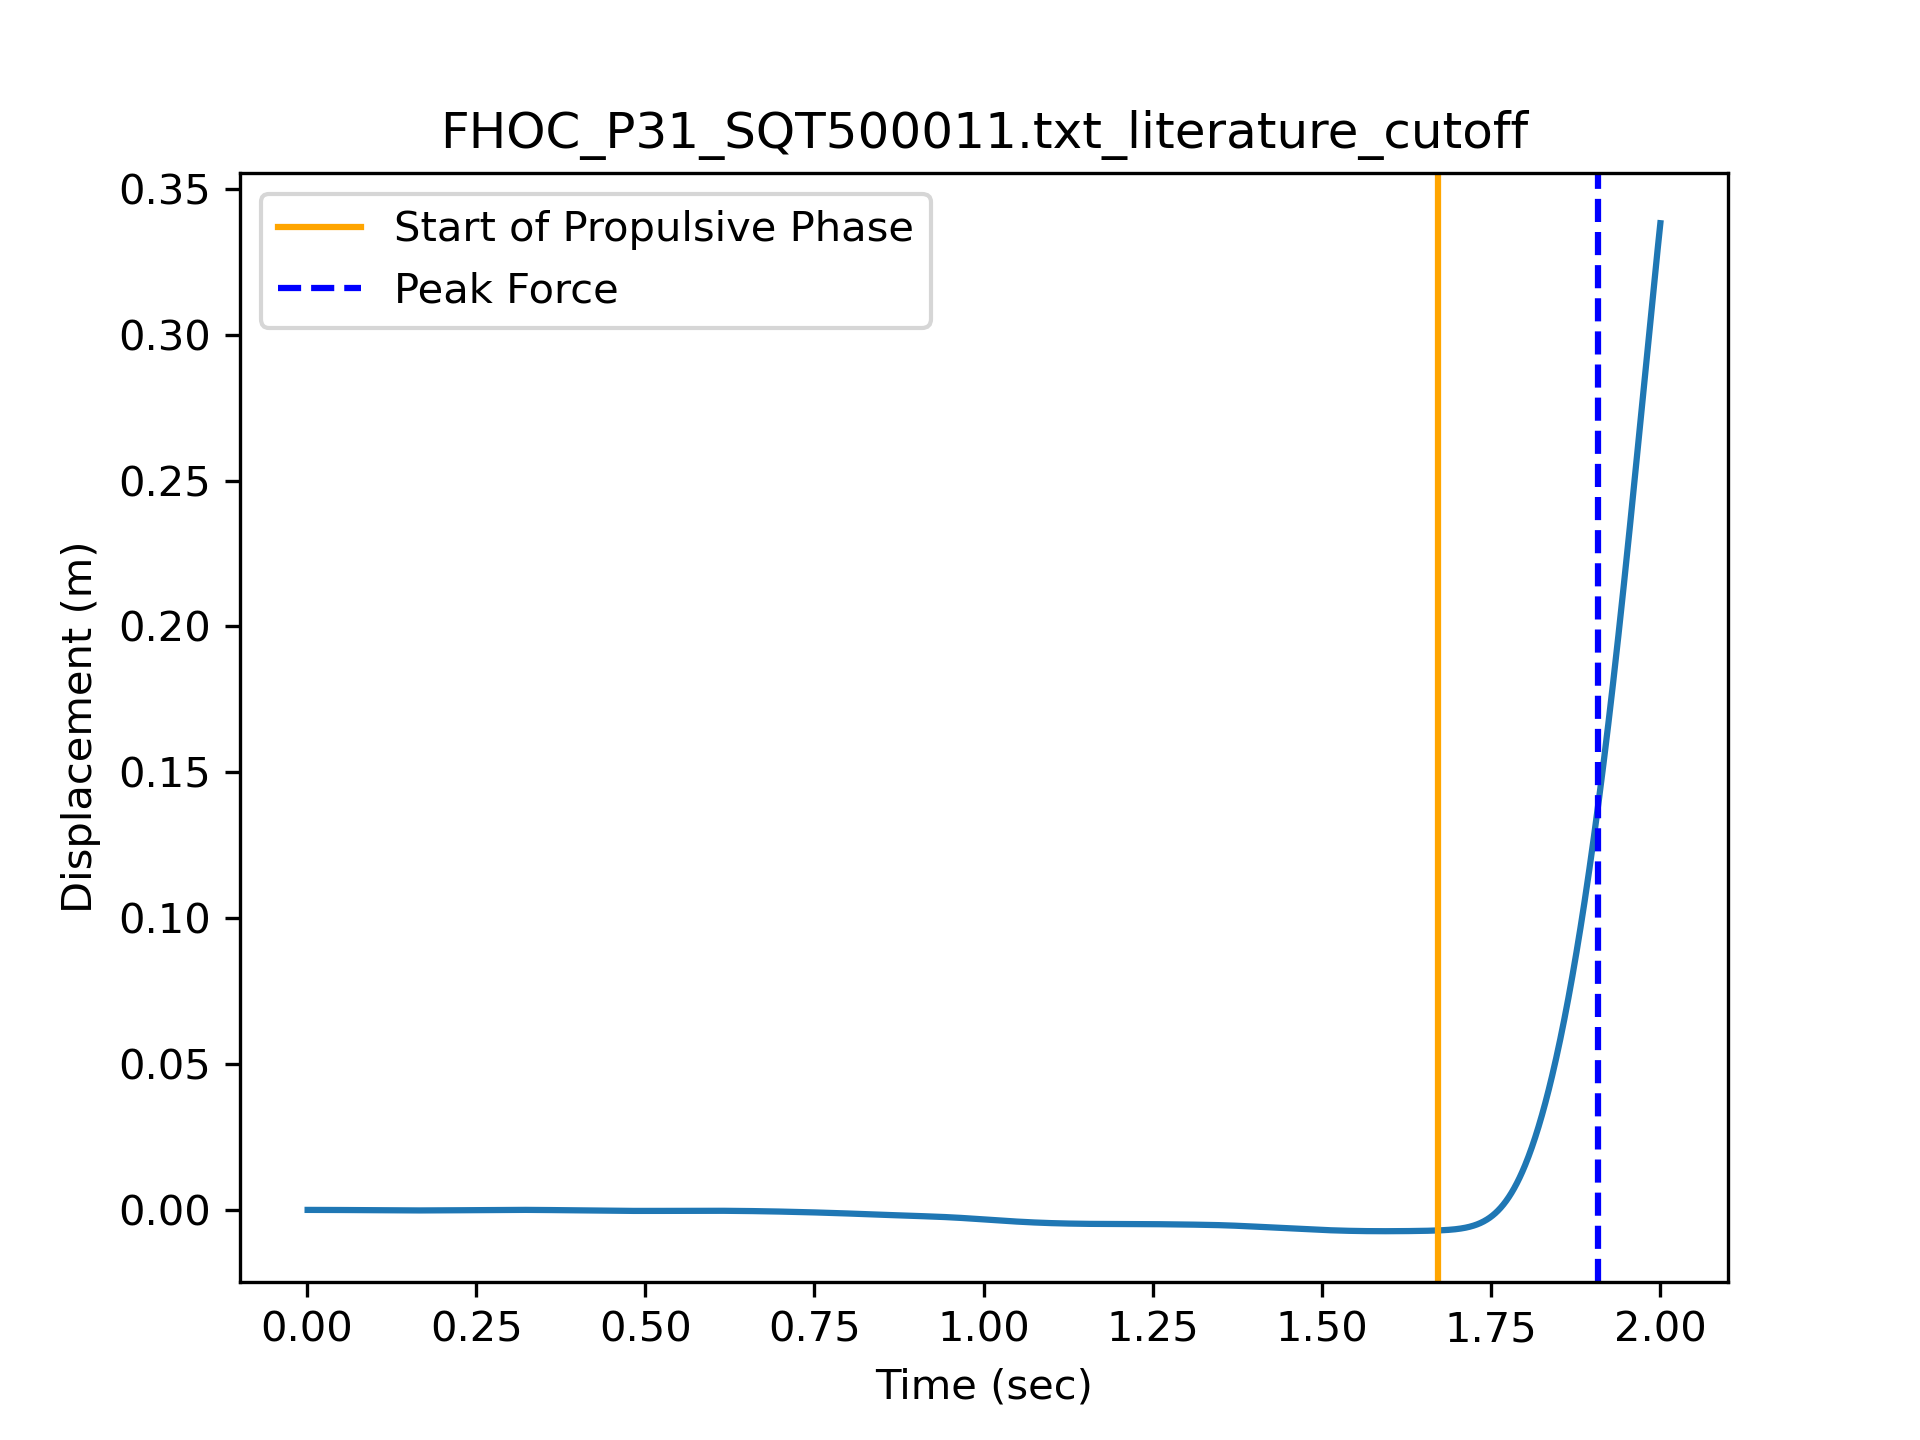 FHOC_P31_SQT500011.txt_literature_cutoff
Start of Propulsive Phase
Peak Force
0.35
0.30
0.25
0.20
0.15
0.10
0.05
0.00
Displacement (m)
0.00 0.25 0.50 0.75 1.00 1.25 1.50 1.75 2.00
Time (sec)